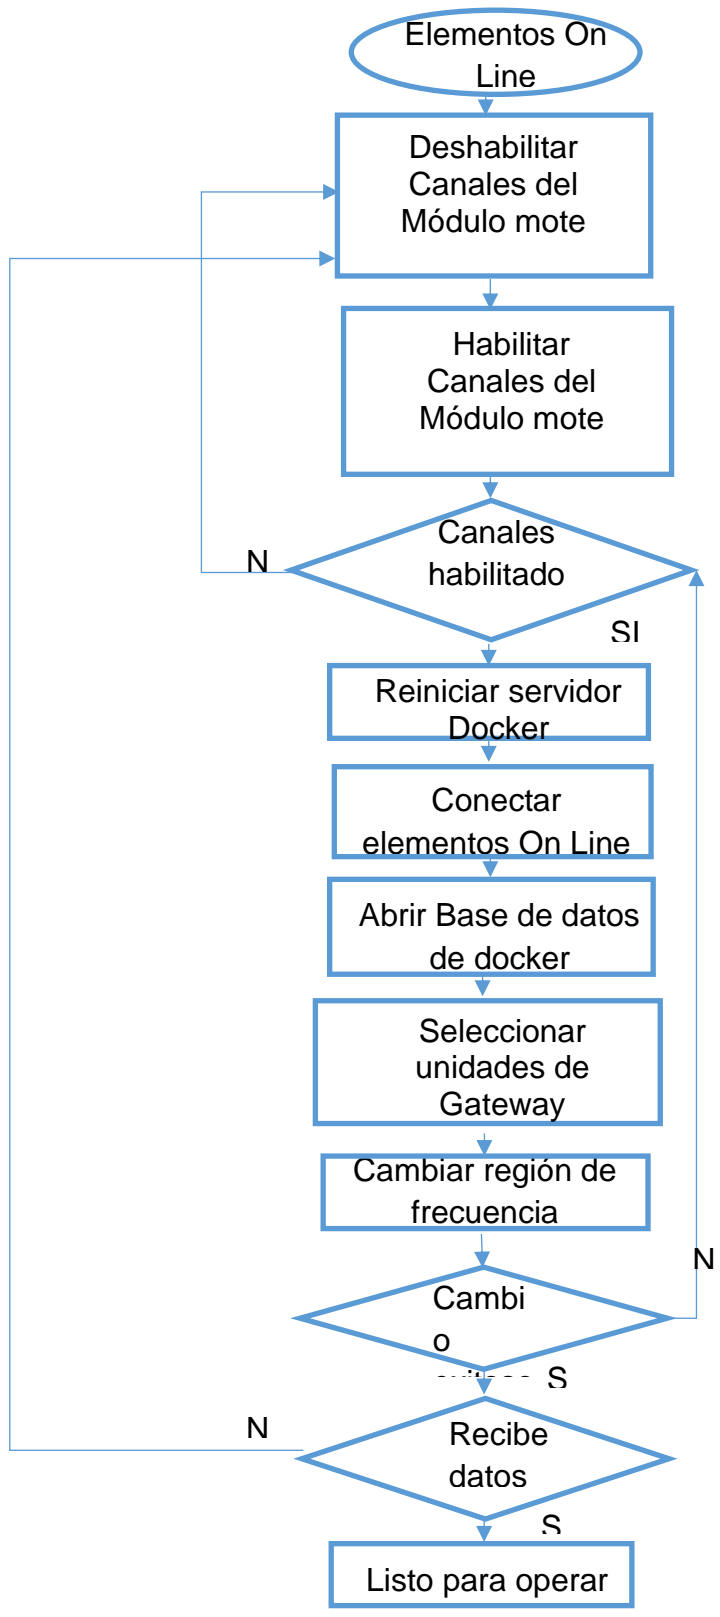 Elementos On
Line
Deshabilitar
Canales del
Módulo mote
Habilitar
Canales del
Módulo mote
Canales
habilitado
N
SI
Reiniciar servidor
Docker
Conectar
elementos On Line
Abrir Base de datos
de docker
Seleccionar
unidades de
Gateway
Cambiar región de
frecuencia
N
Cambi
o
S
N
Recibe
datos
S
Listo para operar